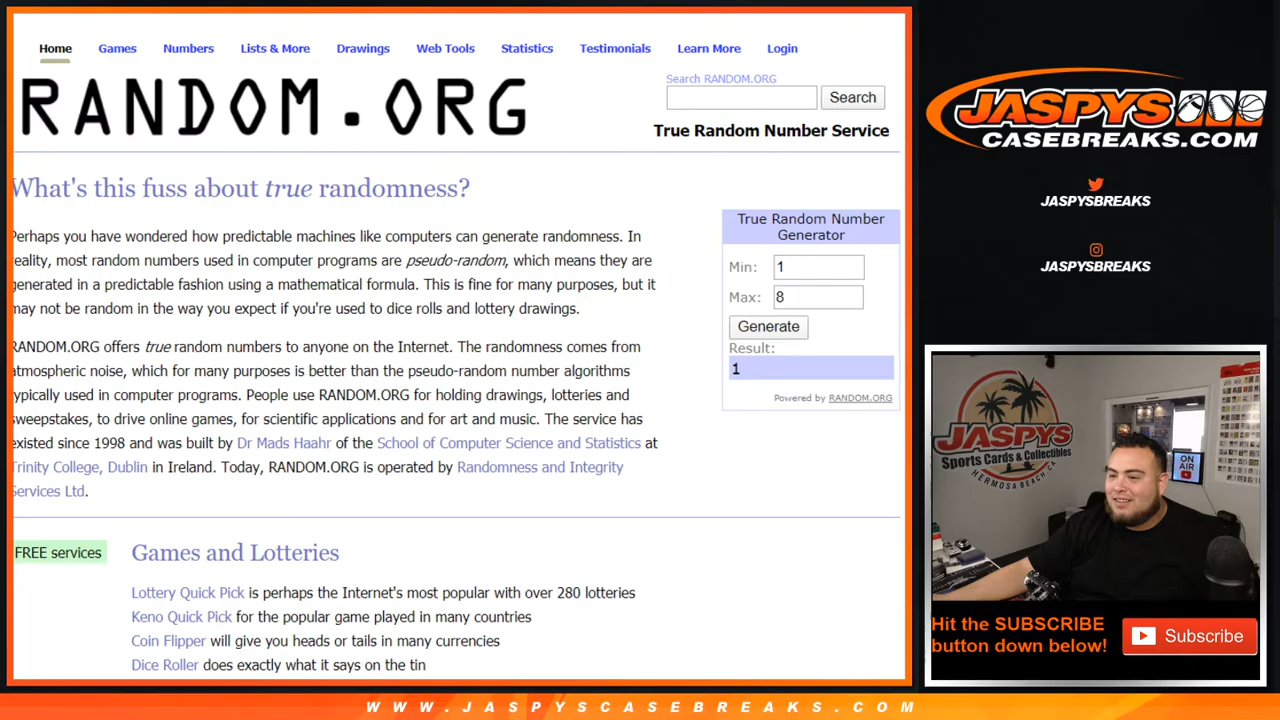 Home Games Numbers Lists & More Drawings Web Tools Statistics Testimonials Learn More Login
RANDOM.ORG
Search RANDOM.ORG
Search
True Random Number Service
What's this fuss about true randomness?
Perhaps you have wondered how predictable machines like computers can generate randomness. In
reality, most random numbers used in computer programs are pseudo-random, which means they are
generated in a predictable fashion using a mathematical formula. This is fine for many purposes, but it
may not be random in the way you expect if you're used to dice rolls and lottery drawings.
RANDOM.ORG offers true random numbers to anyone on the Internet. The randomness comes from
atmospheric noise, which for many purposes is better than the pseudo-random number algorithms
typically used in computer programs. People use RANDOM.ORG for holding drawings, lotteries and
sweepstakes, to drive online games, for scientific applications and for art and music. The service has
existed since 1998 and was built by Dr Mads Haahr of the School of Computer Science and Statistics at
Trinity College, Dublin in Ireland. Today, RANDOM.ORG is operated by Randomness and Integrity
Services Ltd.
True Random Number
Generator
Min: 1
Max: 8
Generate
Result:
1
Powered by RANDOM.ORG
FREE services
Games and Lotteries
Lottery Quick Pick is perhaps the Internet's most popular with over 280 lotteries
Keno Quick Pick for the popular game played in many countries
Coin Flipper will give you heads or tails in many currencies
Dice Roller does exactly what it says on the tin
JASPYS
CASEBREAKS.COM
JASPYSBREAKS
JASPYSBREAKS
JASPYS
Sports Cards & Collectibles
HERMOSA BEACH CA
ON
AIR
Hit the SUBSCRIBE
button down below!
Subscribe
WWW.JASPYSCASEBREAKS.COM